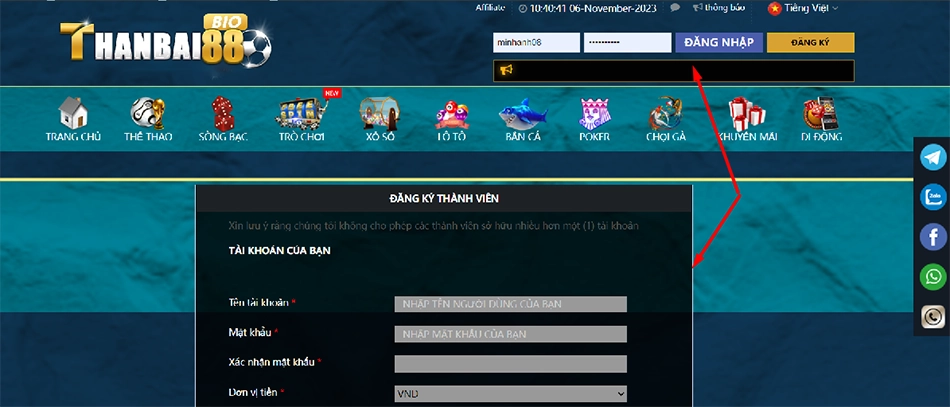 THANBAI88 BIO
Affiliate 10:40:41 06-November-2023 thông báo Tiếng Việt
minhanh08 •••••••••• ĐĂNG NHẬP ĐĂNG KÝ
NEW
TRANG CHỦ THỂ THAO SÒNG BẠC TRÒ CHƠI XỔ SỐ LÔ TÔ BẮN CÁ POKER CHỌI GÀ KHUYẾN MÃI DI ĐỘNG
ĐĂNG KÝ THÀNH VIÊN
Xin lưu ý rằng chúng tôi không cho phép các thành viên sở hữu nhiều hơn một (1) tài khoản
TÀI KHOẢN CỦA BẠN
Tên tài khoản * NHẬP TÊN NGƯỜI DÙNG CỦA BẠN
Mật khẩu * NHẬP MẬT KHẨU CỦA BẠN
Xác nhận mật khẩu *
Đơn vị tiền * VND
Zalo